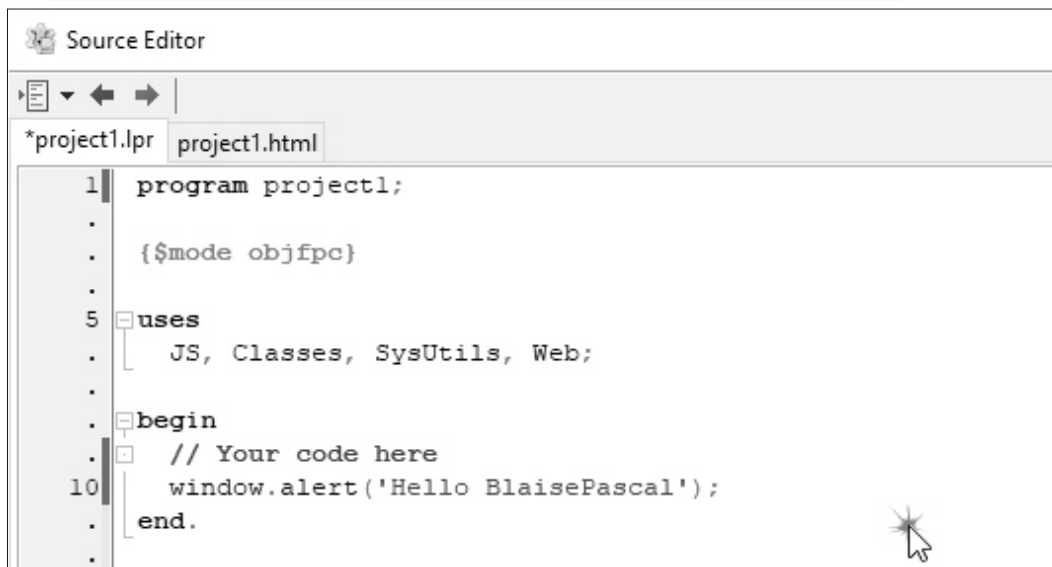 Source Editor
*project1.lpr project1.html
1 program project1;
.
. {$mode objfpc}
.
5 uses
. JS, Classes, SysUtils, Web;
.
. begin
. // Your code here
10 window.alert('Hello BlaisePascal');
. end.
.